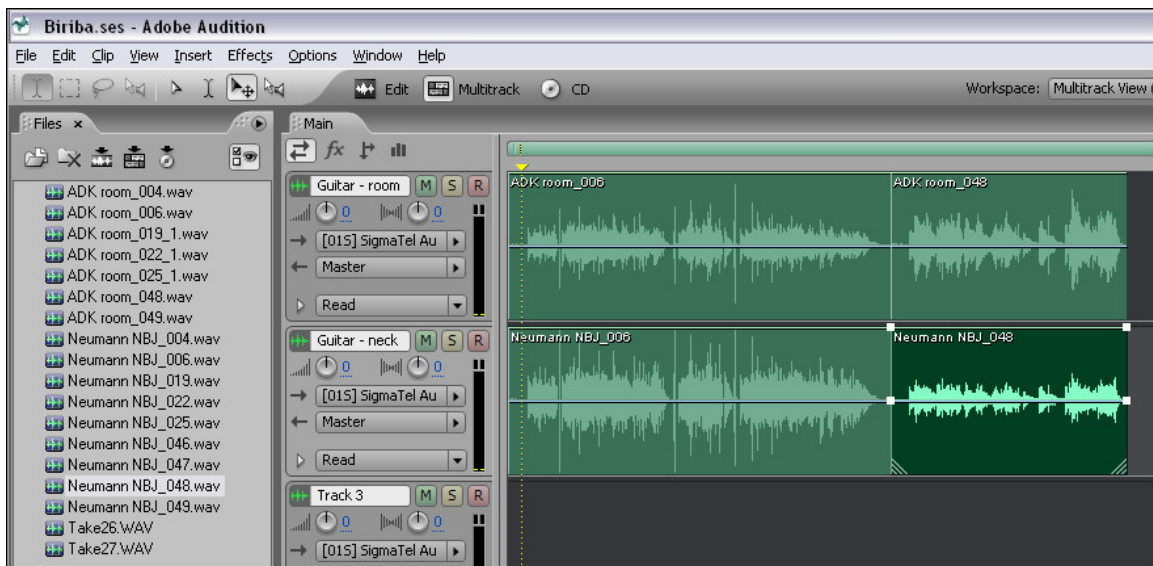 Biriba.ses - Adobe Audition
File Edit Clip View Insert Effects Options Window Help
Edit Multitrack CD Workspace: Multitrack View (
Files x
Main
fx
ADK room_004.wav
ADK room_006.wav
ADK room_019_1.wav
ADK room_022_1.wav
ADK room_025_1.wav
ADK room_048.wav
ADK room_049.wav
Neumann NBJ_004.wav
Neumann NBJ_006.wav
Neumann NBJ_019.wav
Neumann NBJ_022.wav
Neumann NBJ_025.wav
Neumann NBJ_046.wav
Neumann NBJ_047.wav
Neumann NBJ_048.wav
Neumann NBJ_049.wav
Take26.WAV
Take27.WAV
Guitar - room M S R
0 0
[01S] SigmaTel Au
Master
Read
ADK room_006 ADK room_048
Guitar - neck M S R
0 0
[01S] SigmaTel Au
Master
Read
Neumann NBJ_006 Neumann NBJ_048
Track 3 M S R
0 0
[01S] SigmaTel Au